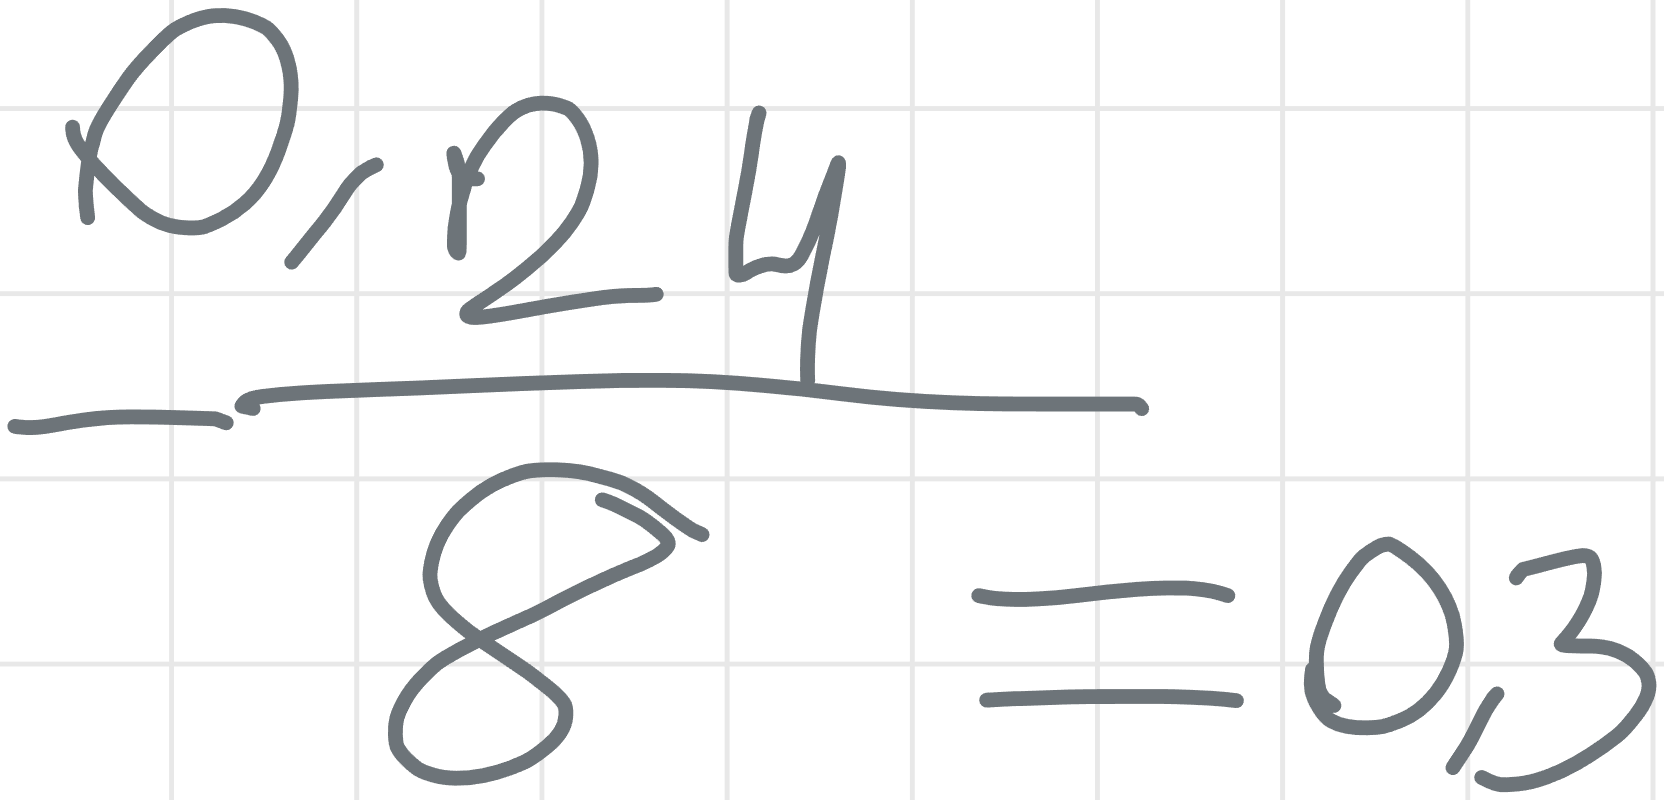 0,24
—
8 = 0,3